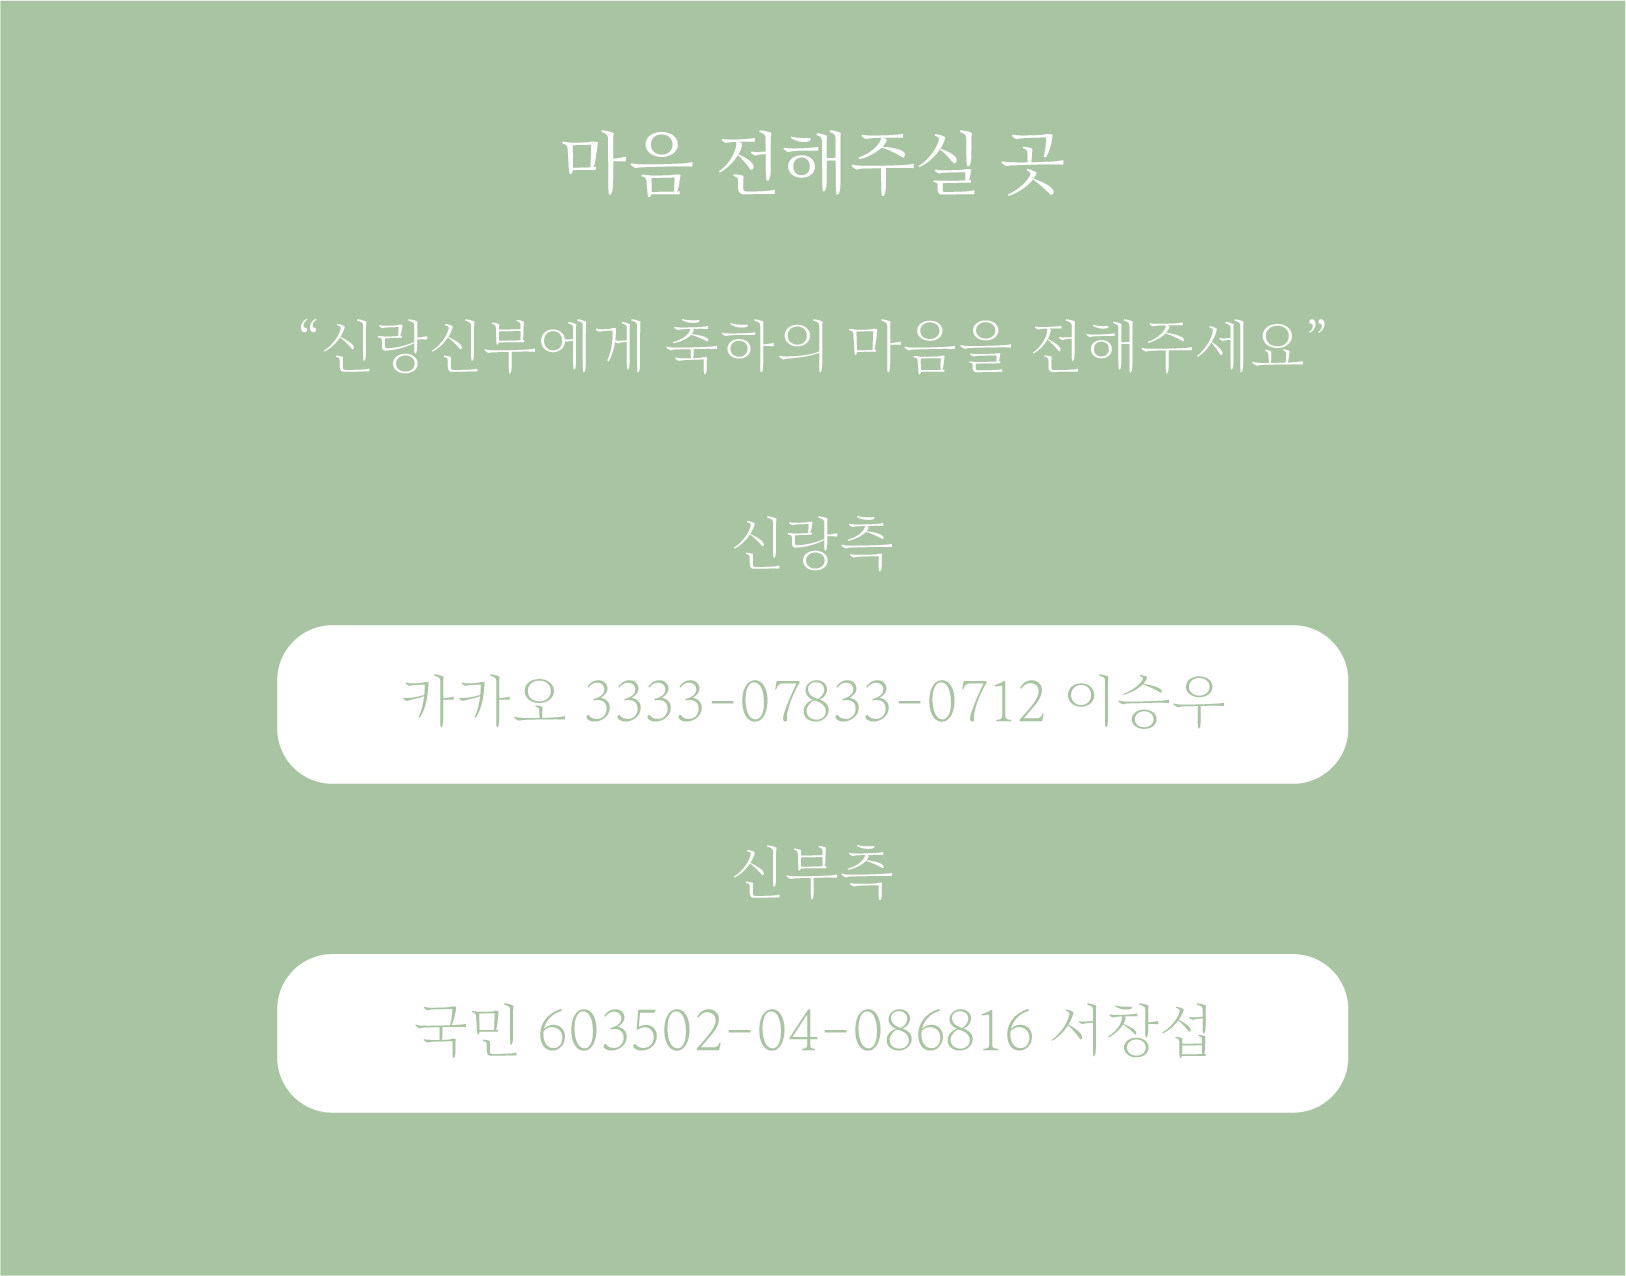 마음 전해주실 곳
“신랑신부에게 축하의 마음을 전해주세요”
신랑측
카카오 3333-07833-0712 이승우
신부측
국민 603502-04-086816 서창섭